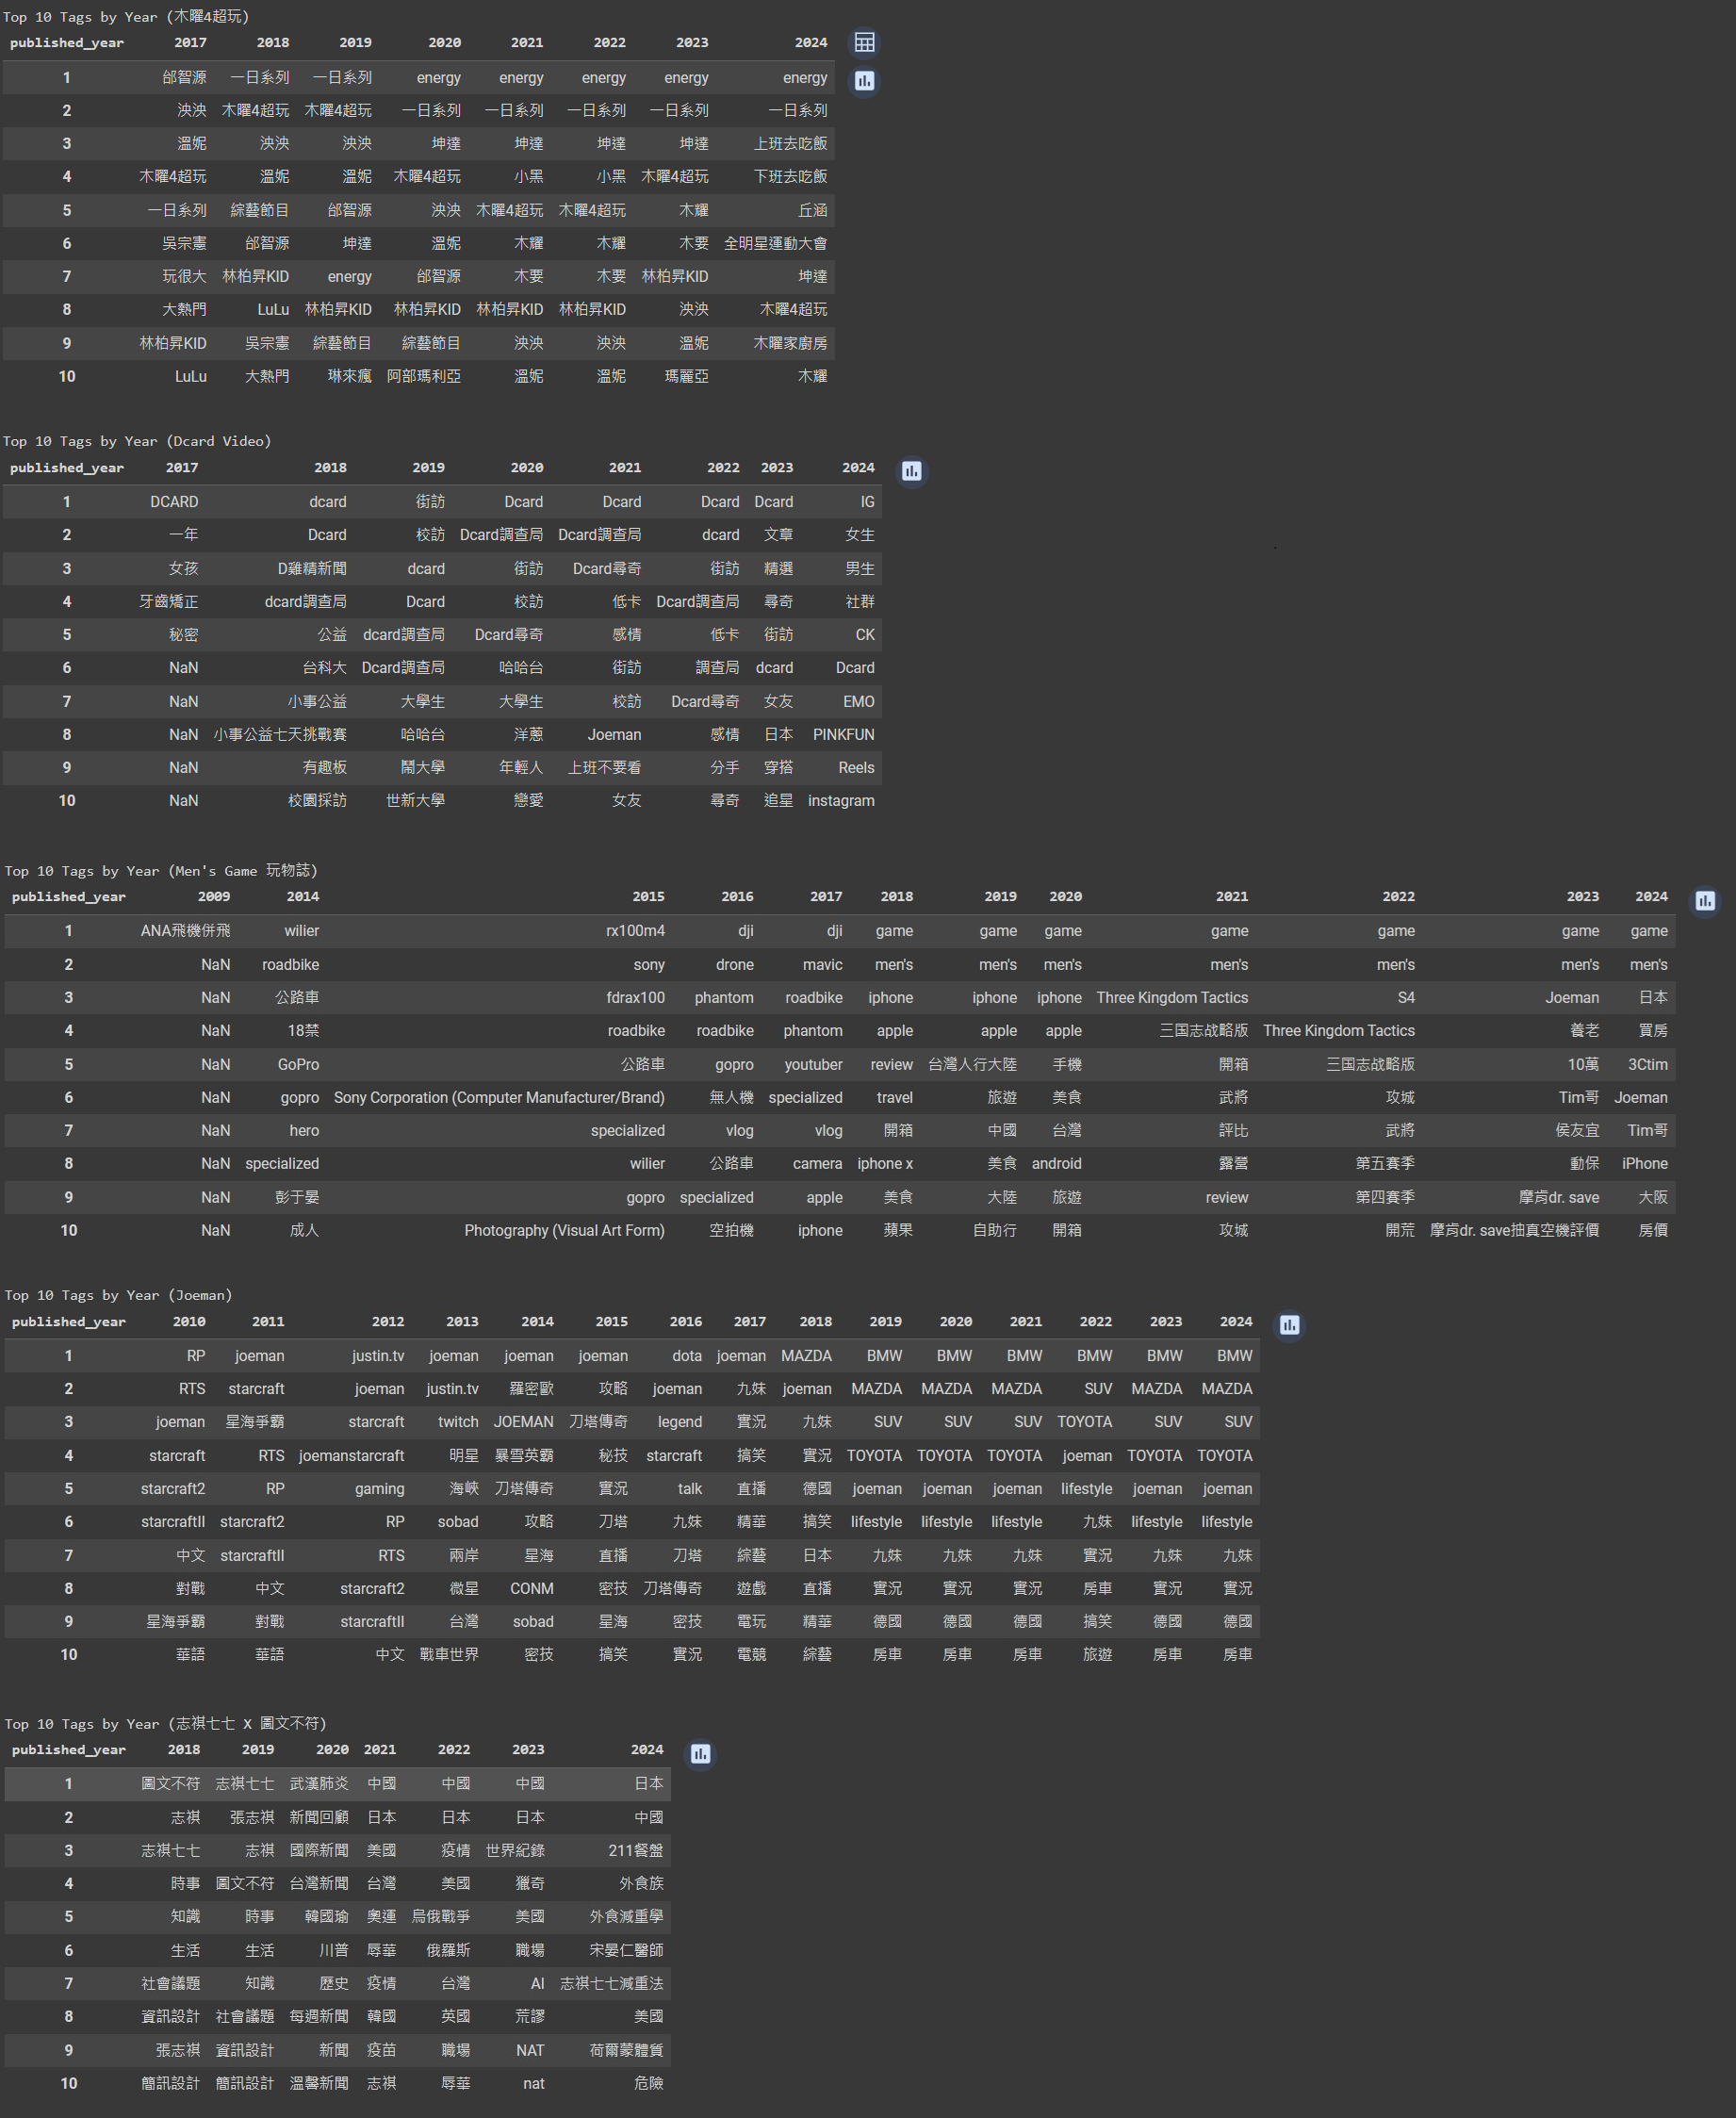 Top 10 Tags by Year (木曜4超玩)
published_year 2017 2018 2019 2020 2021 2022 2023 2024
1 邰智源 一日系列 一日系列 energy energy energy energy energy
2 泱泱 木曜4超玩 木曜4超玩 一日系列 一日系列 一日系列 一日系列 一日系列
3 溫妮 泱泱 泱泱 坤達 坤達 坤達 坤達 上班去吃飯
4 木曜4超玩 溫妮 溫妮 木曜4超玩 小黑 小黑 木曜4超玩 下班去吃飯
5 一日系列 綜藝節目 邰智源 泱泱 木曜4超玩 木曜4超玩 木耀 丘涵
6 吳宗憲 邰智源 坤達 溫妮 木耀 木耀 木要 全明星運動大會
7 玩很大 林柏昇KID energy 邰智源 木要 木要 林柏昇KID 坤達
8 大熱門 LuLu 林柏昇KID 林柏昇KID 林柏昇KID 林柏昇KID 泱泱 木曜4超玩
9 林柏昇KID 吳宗憲 綜藝節目 綜藝節目 泱泱 泱泱 溫妮 木曜家廚房
10 LuLu 大熱門 琳來瘋 阿部瑪利亞 溫妮 溫妮 瑪麗亞 木耀
Top 10 Tags by Year (Dcard Video)
published_year 2017 2018 2019 2020 2021 2022 2023 2024
1 DCARD dcard 街訪 Dcard Dcard Dcard Dcard IG
2 一年 Dcard 校訪 Dcard調查局 Dcard調查局 dcard 文章 女生
3 女孩 D雞精新聞 dcard 街訪 Dcard尋奇 街訪 精選 男生
4 牙齒矯正 dcard調查局 Dcard 校訪 低卡 Dcard調查局 尋奇 社群
5 秘密 公益 dcard調查局 Dcard尋奇 感情 低卡 街訪 CK
6 NaN 台科大 Dcard調查局 哈哈台 街訪 調查局 dcard Dcard
7 NaN 小事公益 大學生 大學生 校訪 Dcard尋奇 女友 EMO
8 NaN 小事公益七天挑戰賽 哈哈台 洋蔥 Joeman 感情 日本 PINKFUN
9 NaN 有趣板 鬧大學 年輕人 上班不要看 分手 穿搭 Reels
10 NaN 校園採訪 世新大學 戀愛 女友 尋奇 追星 instagram
Top 10 Tags by Year (Men's Game 玩物誌)
published_year 2009 2014 2015 2016 2017 2018 2019 2020 2021 2022 2023 2024
1 ANA飛機併飛 wilier rx100m4 dji dji game game game game game game game
2 NaN roadbike sony drone mavic men's men's men's men's men's men's men's
3 NaN 公路車 fdrax100 phantom roadbike iphone iphone iphone Three Kingdom Tactics S4 Joeman 日本
4 NaN 18禁 roadbike roadbike phantom apple apple apple 三国志战略版 Three Kingdom Tactics 養老 買房
5 NaN GoPro 公路車 gopro youtuber review 台灣人行大陸 手機 開箱 三国志战略版 10萬 3Ctim
6 NaN gopro Sony Corporation (Computer Manufacturer/Brand) 無人機 specialized travel 旅遊 美食 武將 攻城 Tim哥 Joeman
7 NaN hero specialized vlog vlog 開箱 中國 台灣 評比 武將 侯友宜 Tim哥
8 NaN specialized wilier 公路車 camera iphone x 美食 android 露營 第五賽季 動保 iPhone
9 NaN 彭于晏 gopro specialized apple 美食 大陸 旅遊 review 第四賽季 摩肯dr. save 大阪
10 NaN 成人 Photography (Visual Art Form) 空拍機 iphone 蘋果 自助行 開箱 攻城 開荒 摩肯dr. save抽真空機評價 房價
Top 10 Tags by Year (Joeman)
published_year 2010 2011 2012 2013 2014 2015 2016 2017 2018 2019 2020 2021 2022 2023 2024
1 RP joeman justin.tv joeman joeman joeman dota joeman MAZDA BMW BMW BMW BMW BMW BMW
2 RTS starcraft joeman justin.tv 羅密歐 攻略 joeman 九妹 joeman MAZDA MAZDA MAZDA SUV MAZDA MAZDA
3 joeman 星海爭霸 starcraft twitch JOEMAN 刀塔傳奇 legend 實況 九妹 SUV SUV SUV TOYOTA SUV SUV
4 starcraft RTS joemanstarcraft 明星 暴雪英霸 秘技 starcraft 搞笑 實況 TOYOTA TOYOTA TOYOTA joeman TOYOTA TOYOTA
5 starcraft2 RP gaming 海峽 刀塔傳奇 實況 talk 直播 德國 joeman joeman joeman lifestyle joeman joeman
6 starcraftII starcraft2 RP sobad 攻略 刀塔 九妹 精華 搞笑 lifestyle lifestyle lifestyle 九妹 lifestyle lifestyle
7 中文 starcraftII RTS 兩岸 星海 直播 刀塔 綜藝 日本 九妹 九妹 九妹 實況 九妹 九妹
8 對戰 中文 starcraft2 微星 CONM 密技 刀塔傳奇 遊戲 直播 實況 實況 實況 房車 實況 實況
9 星海爭霸 對戰 starcraftII 台灣 sobad 星海 密技 電玩 精華 德國 德國 德國 搞笑 德國 德國
10 華語 華語 中文 戰車世界 密技 搞笑 實況 電競 綜藝 房車 房車 房車 旅遊 房車 房車
Top 10 Tags by Year (志祺七七 X 圖文不符)
published_year 2018 2019 2020 2021 2022 2023 2024
1 圖文不符 志祺七七 武漢肺炎 中國 中國 中國 日本
2 志祺 張志祺 新聞回顧 日本 日本 日本 中國
3 志祺七七 志祺 國際新聞 美國 疫情 世界紀錄 211餐盤
4 時事 圖文不符 台灣新聞 台灣 美國 獵奇 外食族
5 知識 時事 韓國瑜 奧運 烏俄戰爭 美國 外食減重學
6 生活 生活 川普 辱華 俄羅斯 職場 宋晏仁醫師
7 社會議題 知識 歷史 疫情 台灣 AI 志祺七七減重法
8 資訊設計 社會議題 每週新聞 韓國 英國 荒謬 美國
9 張志祺 資訊設計 新聞 疫苗 職場 NAT 荷爾蒙體質
10 簡訊設計 簡訊設計 溫馨新聞 志祺 辱華 nat 危險